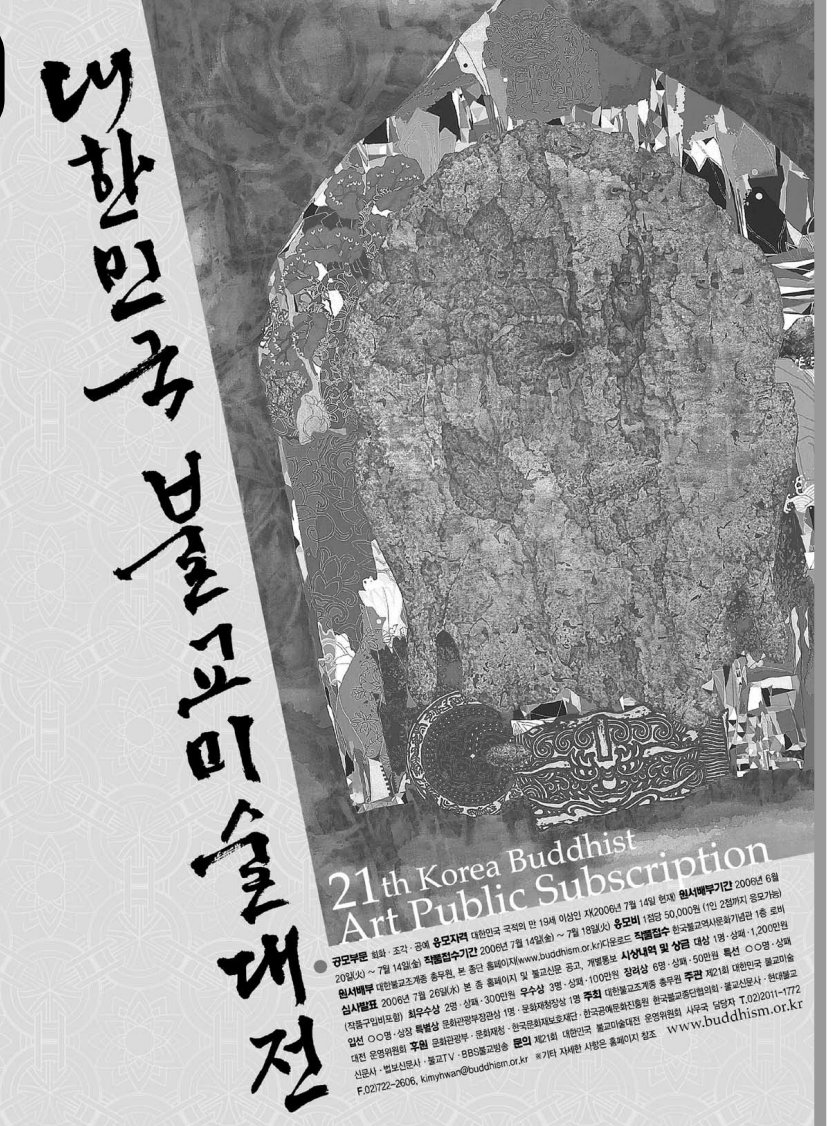 대한민국 불교미술대전
21th Korea Buddhist
Art Public Subscription
공모부문 회화·조각·공예 응모자격 대한민국 국적의 만 19세 이상인 자(2006년 7월 14일 현재) 원서배부기간 2006년 6월
20일(火) ~ 7월 14일(金) 작품접수기간 2006년 7월 14일(金) ~ 7월 18일(火) 응모비 1점당 50,000원 (1인 2점까지 응모가능)
원서배부 대한불교조계종 총무원, 본 종단 홈페이지(www.buddhism.or.kr)다운로드 작품접수 한국불교역사문화기념관 1층 로비
심사발표 2006년 7월 26일(水) 본 종 홈페이지 및 불교신문 공고, 개별통보 시상내역 및 상금 대상 1명·상패·1,200만원
(작품구입비포함) 최우수상 2명·상패·300만원 우수상 3명·상패·100만원 장려상 6명·상패·50만원 특선 ○○명·상패
입선 ○○명·상장 특별상 문화관광부장관상 1명·문화재청장상 1명 주최 대한불교조계종 총무원 주관 제21회 대한민국 불교미술
대전 운영위원회 후원 문화관광부·문화재청·한국문화재보호재단·한국공예문화진흥원 한국불교종단협의회·불교신문사·현대불교
신문사·법보신문사·불교TV·BBS불교방송 문의 제21회 대한민국 불교미술대전 운영위원회 사무국 담당자 T.02)2011-1772
F.02)722-2606, kimyhwan@buddhism.or.kr ※기타 자세한 사항은 홈페이지 참조 www.buddhism.or.kr